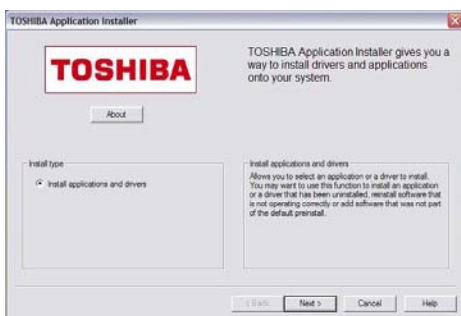 TOSHIBA Application Installer
TOSHIBA
TOSHIBA Application Installer gives you a
way to install drivers and applications
onto your system.
About
Install type
Install applications and drivers
Install applications and drivers
Allows you to select an application or a driver to install.
You may want to use this function to install an application
or a driver that has been uninstalled, reinstall software that
is not operating correctly or add software that was not part
of the default preinstall.
< Back
Next >
Cancel
Help